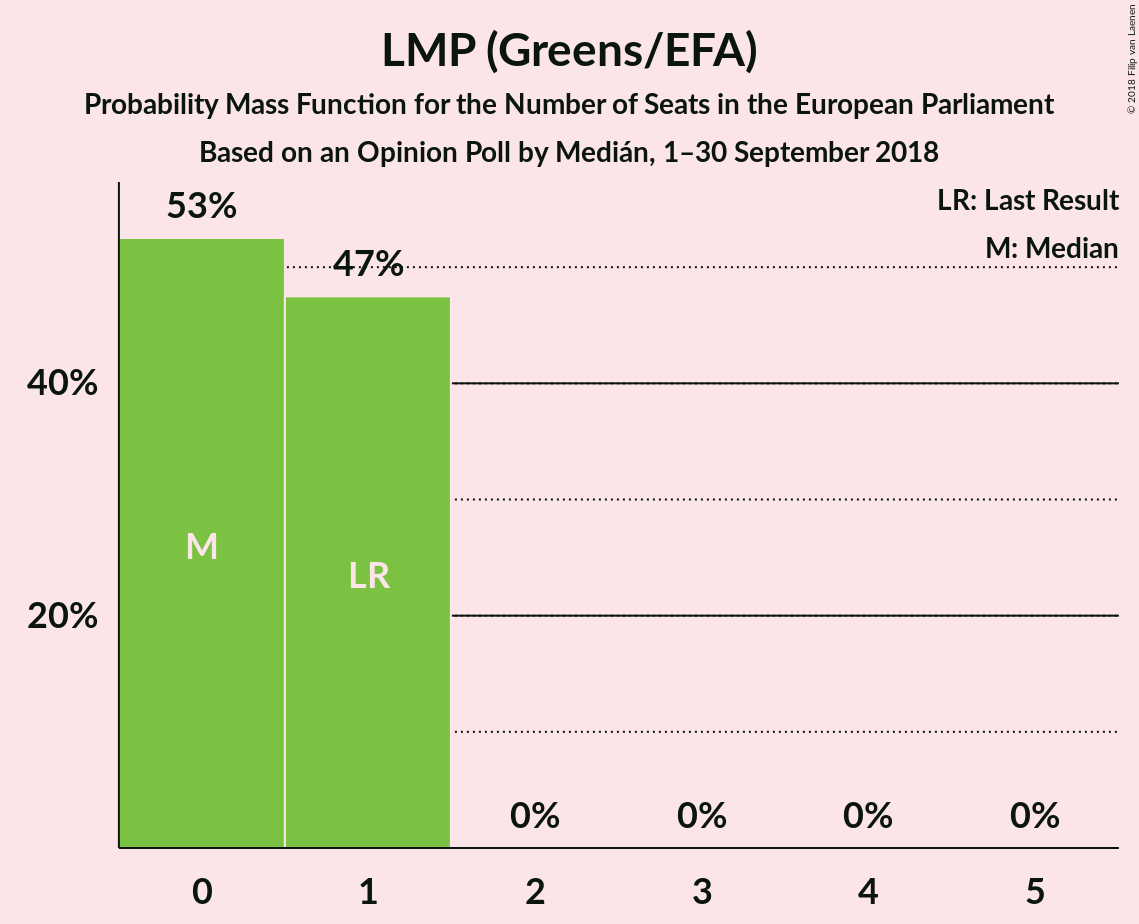 LMP (Greens/EFA)
Probability Mass Function for the Number of Seats in the European Parliament
Based on an Opinion Poll by Medián, 1–30 September 2018
© 2018 Filip van Laenen
LR: Last Result
M: Median
53%
47%
40%
20%
M
LR
0%
0%
0%
0%
0
1
2
3
4
5